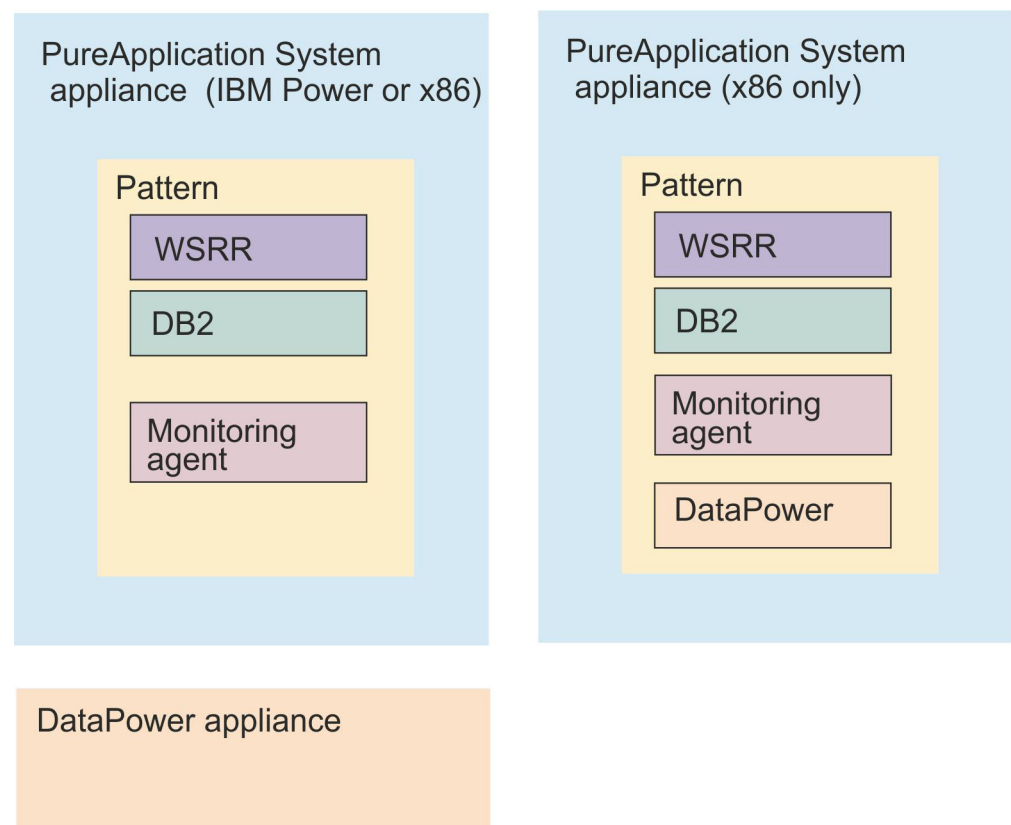 PureApplication System
appliance (IBM Power or x86)
Pattern
WSRR
DB2
Monitoring
agent
DataPower appliance
PureApplication System
appliance (x86 only)
Pattern
WSRR
DB2
Monitoring
agent
DataPower